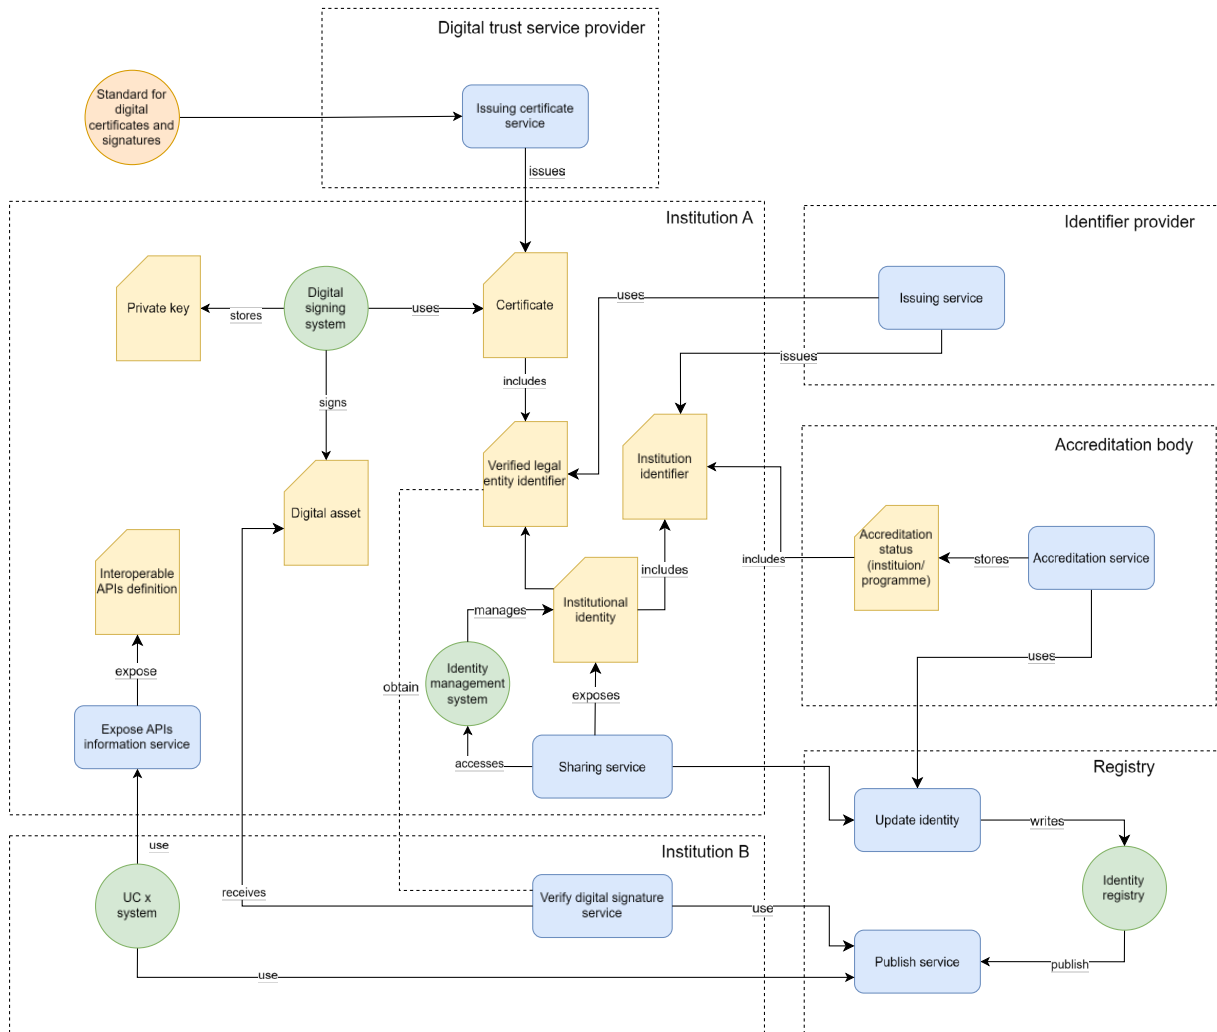 Digital trust service provider
Standard for
digital
certificates and
signatures
Issuing certificate
service
issues
Institution A
Identifier provider
Private key
stores
Digital
signing
system
uses
Certificate
uses
Issuing service
issues
includes
signs
Verified legal
entity identifier
Institution
identifier
Accreditation body
Digital asset
Accreditation
status
(instituion/
programme)
stores
Accreditation service
includes
Interoperable
APIs definition
includes
manages
Institutional
identity
uses
expose
Identity
management
system
obtain
exposes
Expose APIs
information service
accesses
Sharing service
Registry
Update identity
writes
use
Institution B
UC x
system
receives
Verify digital signature
service
use
Identity
registry
Publish service
publish
use